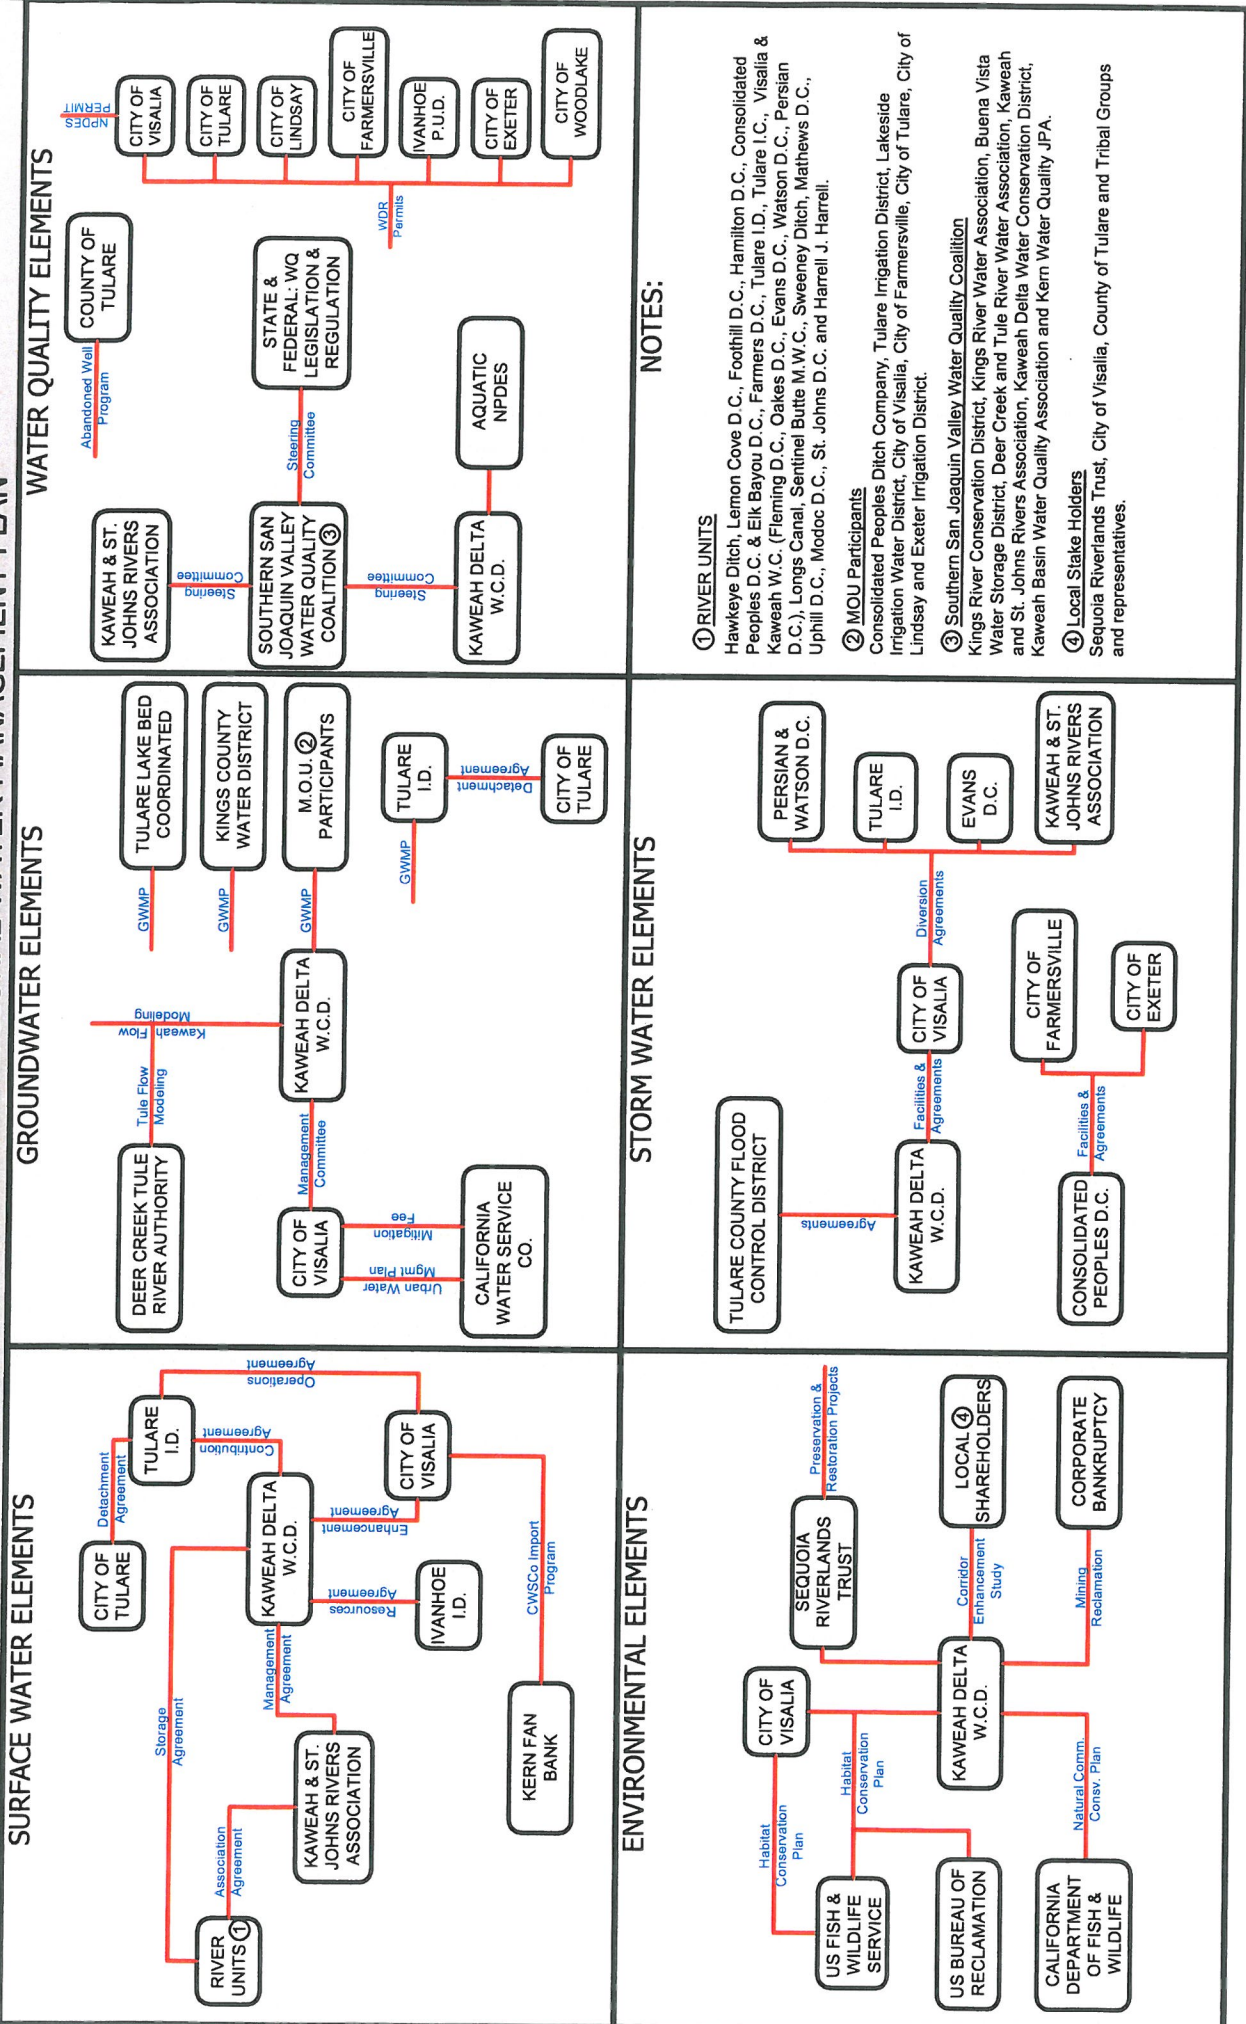 SURFACE WATER ELEMENTS
CITY OF
TULARE
Detachment
Agreement
TULARE
I.D.
Contribution
Agreement
Operations
Agreement
Storage
Agreement
KAWEAH DELTA
W.C.D.
Enhancement
Agreement
CITY OF
VISALIA
Resources
Agreement
IVANHOE
I.D.
Management
Agreement
RIVER
UNITS ①
Association
Agreement
KAWEAH & ST.
JOHNS RIVERS
ASSOCIATION
CWSCo Import
Program
KERN FAN
BANK
GROUNDWATER ELEMENTS
DEER CREEK TULE
RIVER AUTHORITY
Tule Flow
Modeling
Kaweah Flow
Modeling
TULARE LAKE BED
COORDINATED
GWMP
KINGS COUNTY
WATER DISTRICT
GWMP
CITY OF
VISALIA
Management
Committee
KAWEAH DELTA
W.C.D.
GWMP
M.O.U. ②
PARTICIPANTS
Urban Water
Mgmt Plan
Mitigation
Fee
CALIFORNIA
WATER SERVICE
CO.
GWMP
TULARE
I.D.
Detachment
Agreement
CITY OF
TULARE
WATER QUALITY ELEMENTS
KAWEAH & ST.
JOHNS RIVERS
ASSOCIATION
Steering
Committee
Abandoned Well
Program
COUNTY OF
TULARE
SOUTHERN SAN
JOAQUIN VALLEY
WATER QUALITY
COALITION ③
Steering
Committee
STATE &
FEDERAL: WQ
LEGISLATION &
REGULATION
Steering
Committee
KAWEAH DELTA
W.C.D.
AQUATIC
NPDES
NPDES
PERMIT
CITY OF
VISALIA
CITY OF
TULARE
CITY OF
LINDSAY
CITY OF
FARMERSVILLE
IVANHOE
P.U.D.
CITY OF
EXETER
CITY OF
WOODLAKE
WDR
Permits
ENVIRONMENTAL ELEMENTS
US FISH &
WILDLIFE
SERVICE
Habitat
Conservation
Plan
CITY OF
VISALIA
Habitat
Conservation
Plan
SEQUOIA
RIVERLANDS
TRUST
Preservation &
Restoration Projects
US BUREAU OF
RECLAMATION
KAWEAH DELTA
W.C.D.
Corridor
Enhancement
Study
LOCAL ④
SHAREHOLDERS
CALIFORNIA
DEPARTMENT
OF FISH &
WILDLIFE
Natural Comm.
Consv. Plan
Mining
Reclamation
CORPORATE
BANKRUPTCY
STORM WATER ELEMENTS
TULARE COUNTY FLOOD
CONTROL DISTRICT
Agreements
KAWEAH DELTA
W.C.D.
Facilities &
Agreements
CITY OF
VISALIA
Diversion
Agreements
PERSIAN &
WATSON D.C.
TULARE
I.D.
EVANS
D.C.
KAWEAH & ST.
JOHNS RIVERS
ASSOCIATION
CONSOLIDATED
PEOPLES D.C.
Facilities &
Agreements
CITY OF
FARMERSVILLE
CITY OF
EXETER
NOTES:
① RIVER UNITS
Hawkeye Ditch, Lemon Cove D.C., Foothill D.C., Hamilton D.C., Consolidated
Peoples D.C. & Elk Bayou D.C., Farmers D.C., Tulare I.D., Tulare I.C., Visalia &
Kaweah W.C. (Fleming D.C., Oakes D.C., Evans D.C., Watson D.C., Persian
D.C.), Longs Canal, Sentinel Butte M.W.C., Sweeney Ditch, Mathews D.C.,
Uphill D.C., Modoc D.C., St. Johns D.C. and Harrell J. Harrell.
② MOU Participants
Consolidated Peoples Ditch Company, Tulare Irrigation District, Lakeside
Irrigation Water District, City of Visalia, City of Farmersville, City of Tulare, City of
Lindsay and Exeter Irrigation District.
③ Southern San Joaquin Valley Water Quality Coalition
Kings River Conservation District, Kings River Water Association, Buena Vista
Water Storage District, Deer Creek and Tule River Water Association, Kaweah
and St. Johns Rivers Association, Kaweah Delta Water Conservation District,
Kaweah Basin Water Quality Association and Kern Water Quality JPA.
④ Local Stake Holders
Sequoia Riverlands Trust, City of Visalia, County of Tulare and Tribal Groups
and representatives.